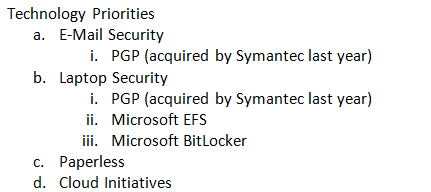 Technology Priorities
a. E-Mail Security
i. PGP (acquired by Symantec last year)
b. Laptop Security
i. PGP (acquired by Symantec last year)
ii. Microsoft EFS
iii. Microsoft BitLocker
c. Paperless
d. Cloud Initiatives